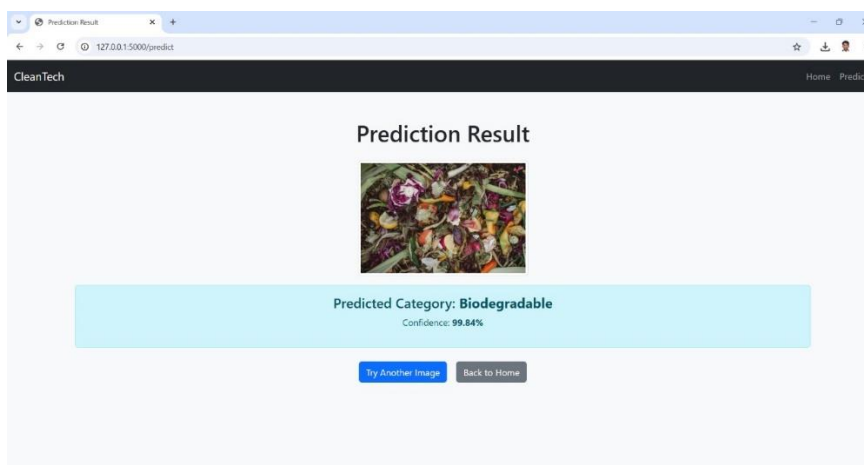 Prediction Result
127.0.0.1:5000/predict
CleanTech
Home Predic
Prediction Result
Predicted Category: Biodegradable
Confidence: 99.84%
Try Another Image Back to Home